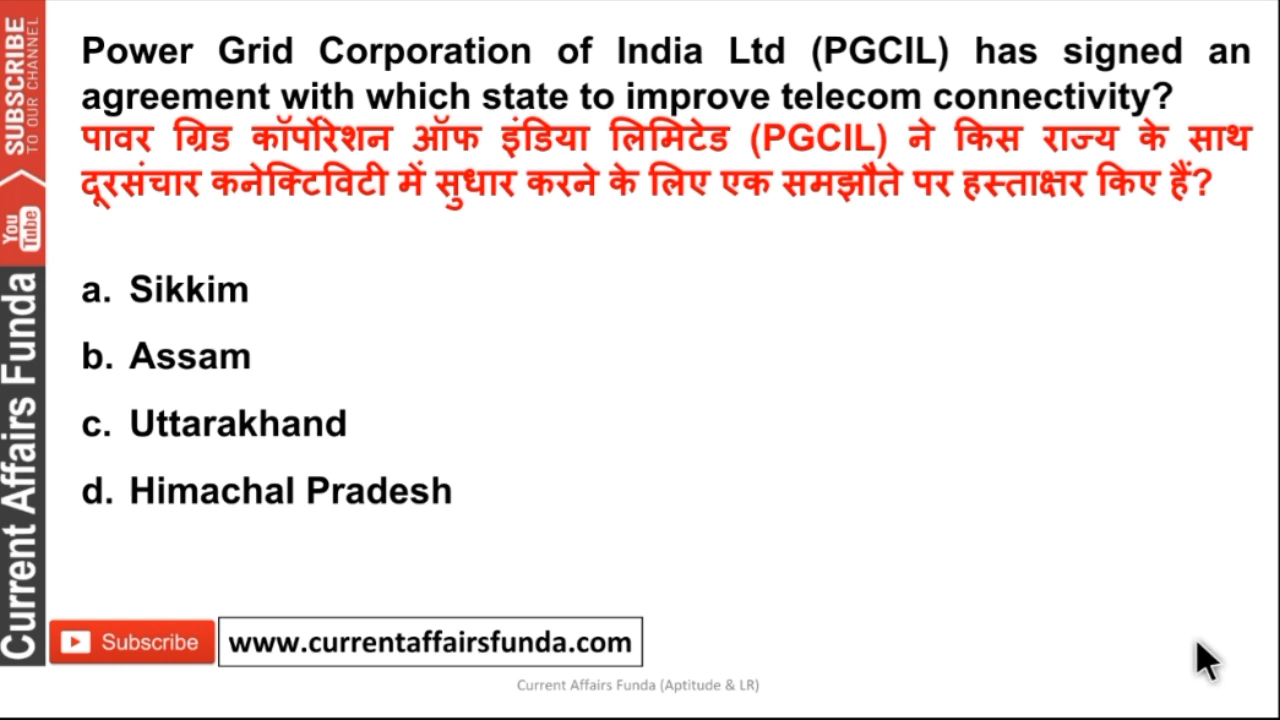 Power Grid Corporation of India Ltd (PGCIL) has signed an
agreement with which state to improve telecom connectivity?
पावर ग्रिड कॉर्पोरेशन ऑफ इंडिया लिमिटेड (PGCIL) ने किस राज्य के साथ
दूरसंचार कनेक्टिविटी में सुधार करने के लिए एक समझौते पर हस्ताक्षर किए हैं?
a. Sikkim
b. Assam
c. Uttarakhand
d. Himachal Pradesh
SUBSCRIBE
TO OUR CHANNEL
You Tube
Current Affairs Funda
Subscribe
www.currentaffairsfunda.com
Current Affairs Funda (Aptitude & LR)